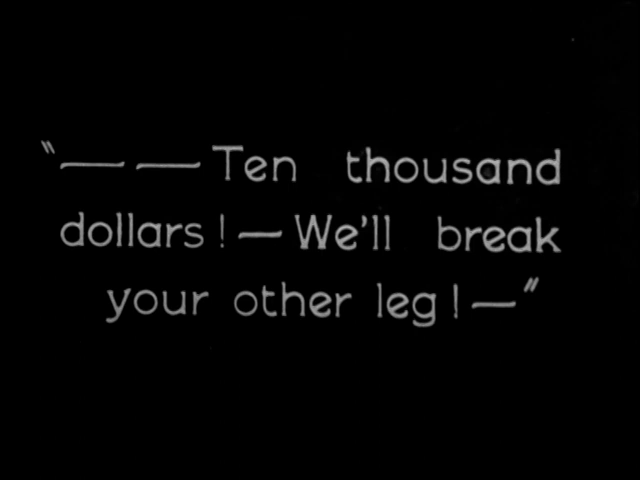 “— — Ten thousand
dollars! — We'll break
your other leg! —”